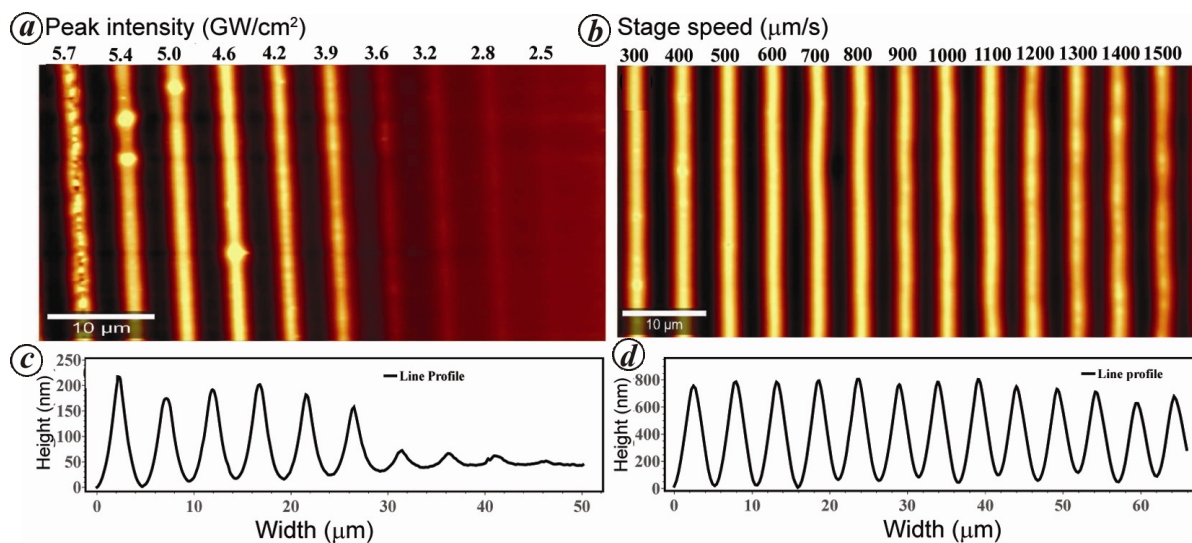 a Peak intensity (GW/cm²)
5.7 5.4 5.0 4.6 4.2 3.9 3.6 3.2 2.8 2.5
10 μm
b Stage speed (μm/s)
300 400 500 600 700 800 900 1000 1100 1200 1300 1400 1500
10 μm
c
Height (nm)
250
200
150
100
50
0
Line Profile
0 10 20 30 40 50
Width (μm)
d
Height (nm)
800
600
400
200
0
Line profile
0 10 20 30 40 50 60
Width (μm)